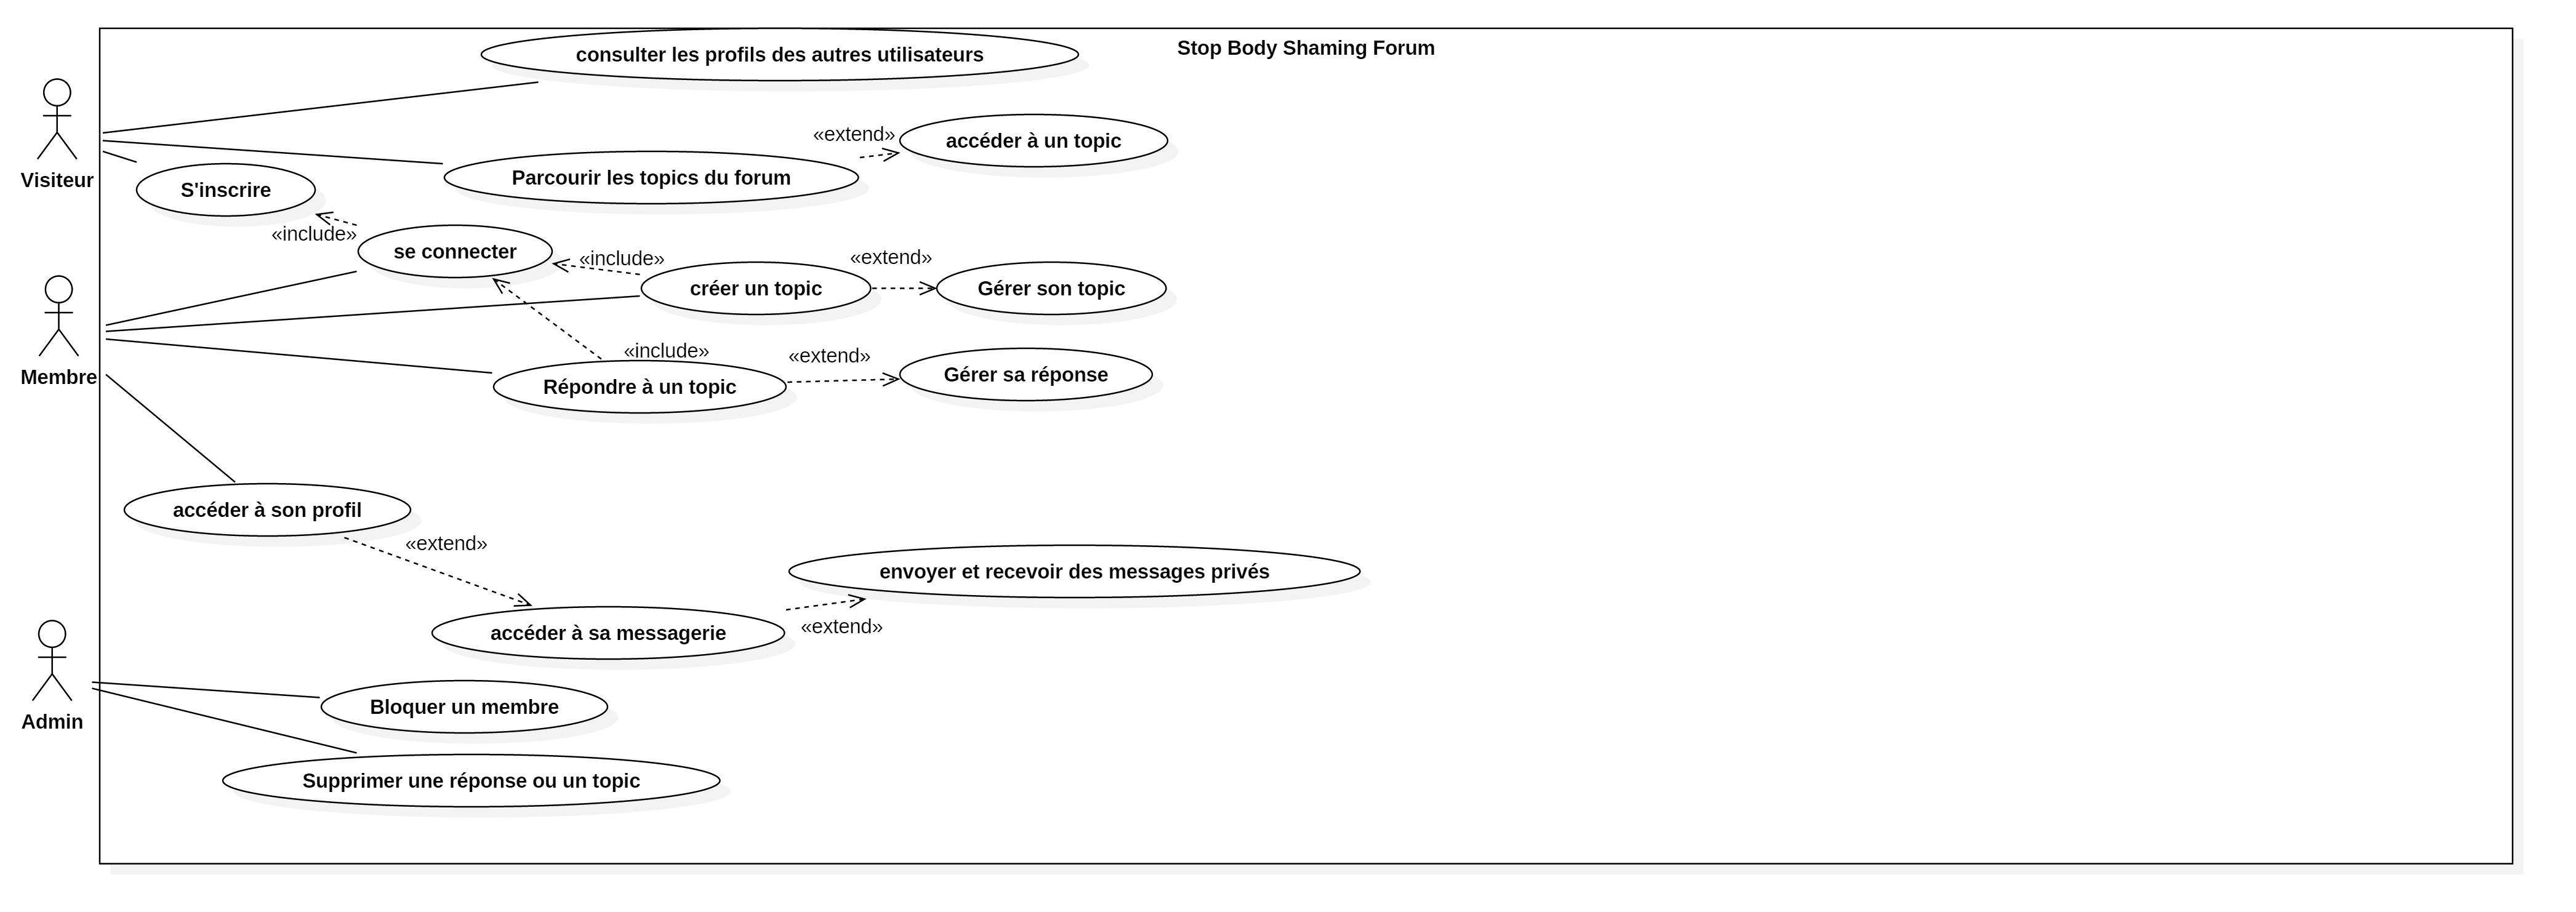 consulter les profils des autres utilisateurs
Stop Body Shaming Forum
«extend»
accéder à un topic
Visiteur
Parcourir les topics du forum
S'inscrire
«include»
se connecter
«include»
«extend»
créer un topic
Gérer son topic
«include»
«extend»
Membre
Répondre à un topic
Gérer sa réponse
accéder à son profil
«extend»
envoyer et recevoir des messages privés
accéder à sa messagerie
«extend»
Admin
Bloquer un membre
Supprimer une réponse ou un topic